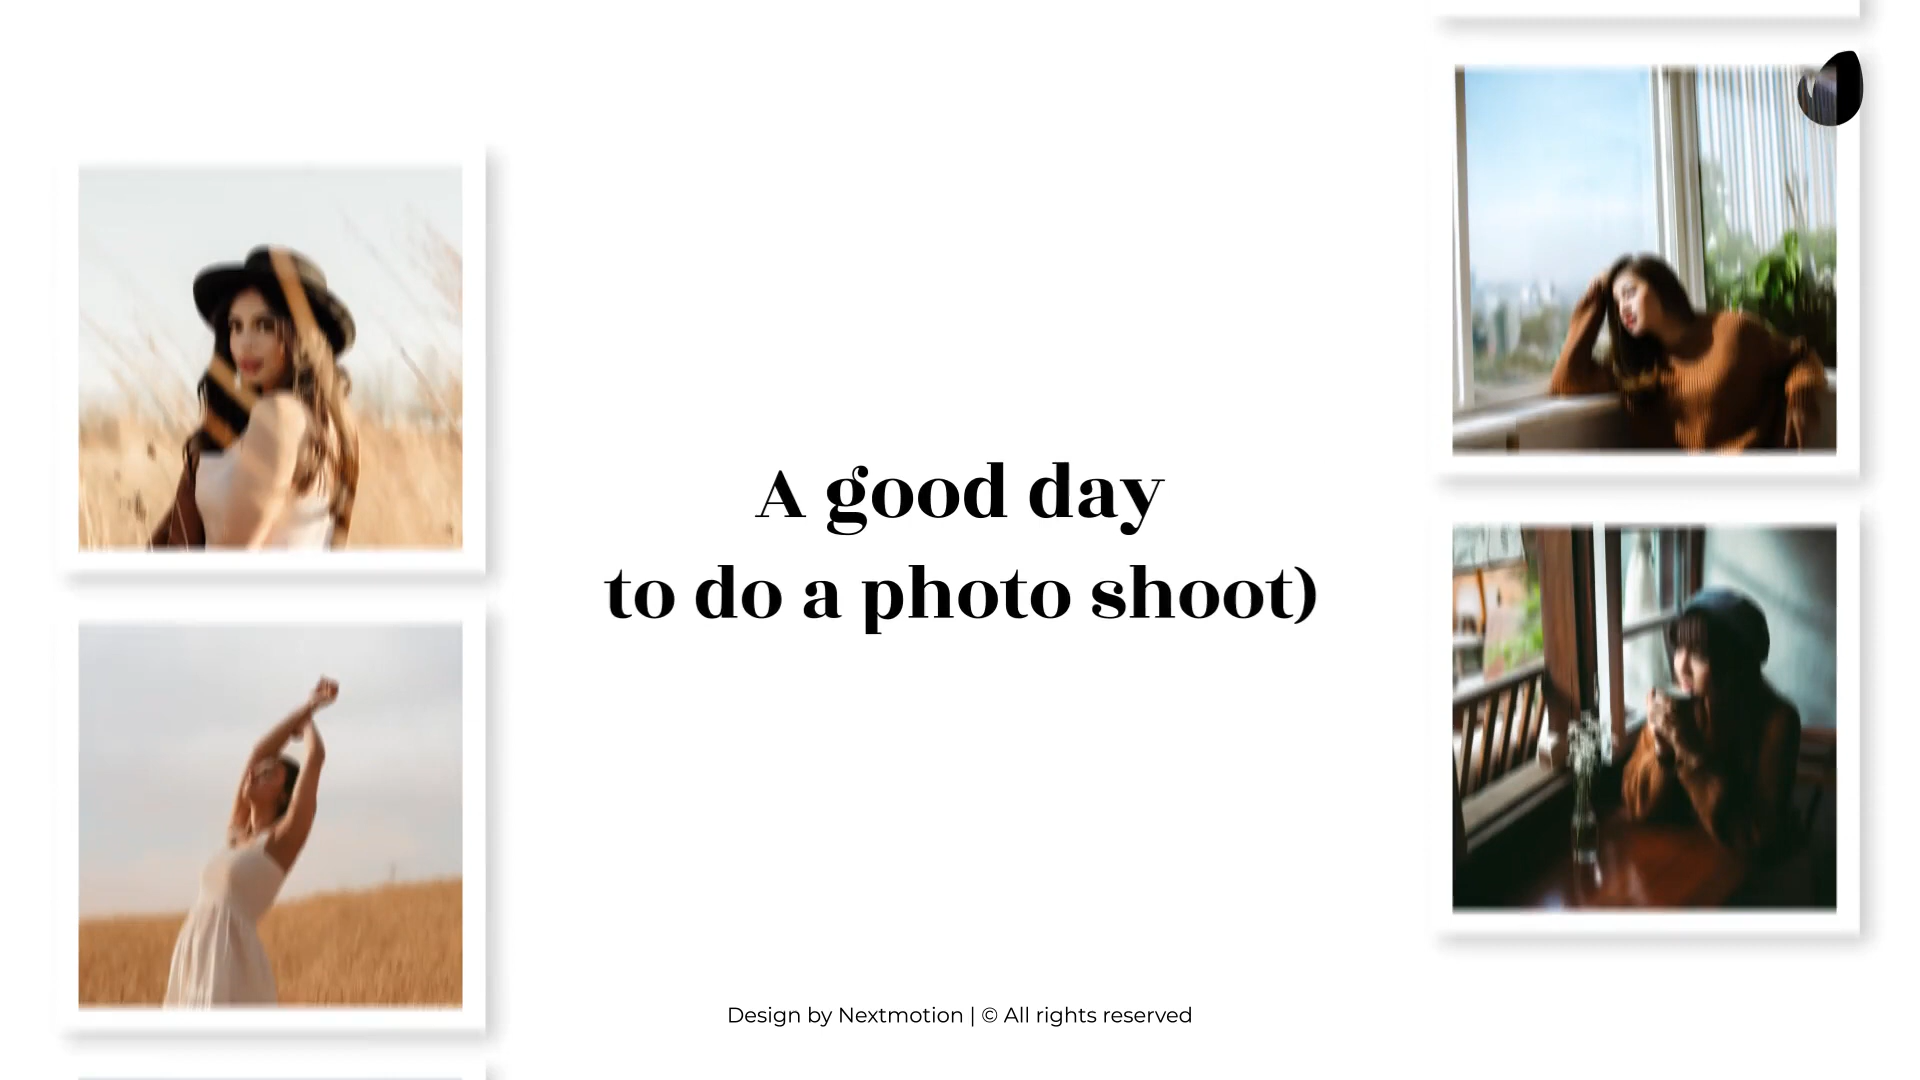 A good day
to do a photo shoot)
Design by Nextmotion | © All rights reserved